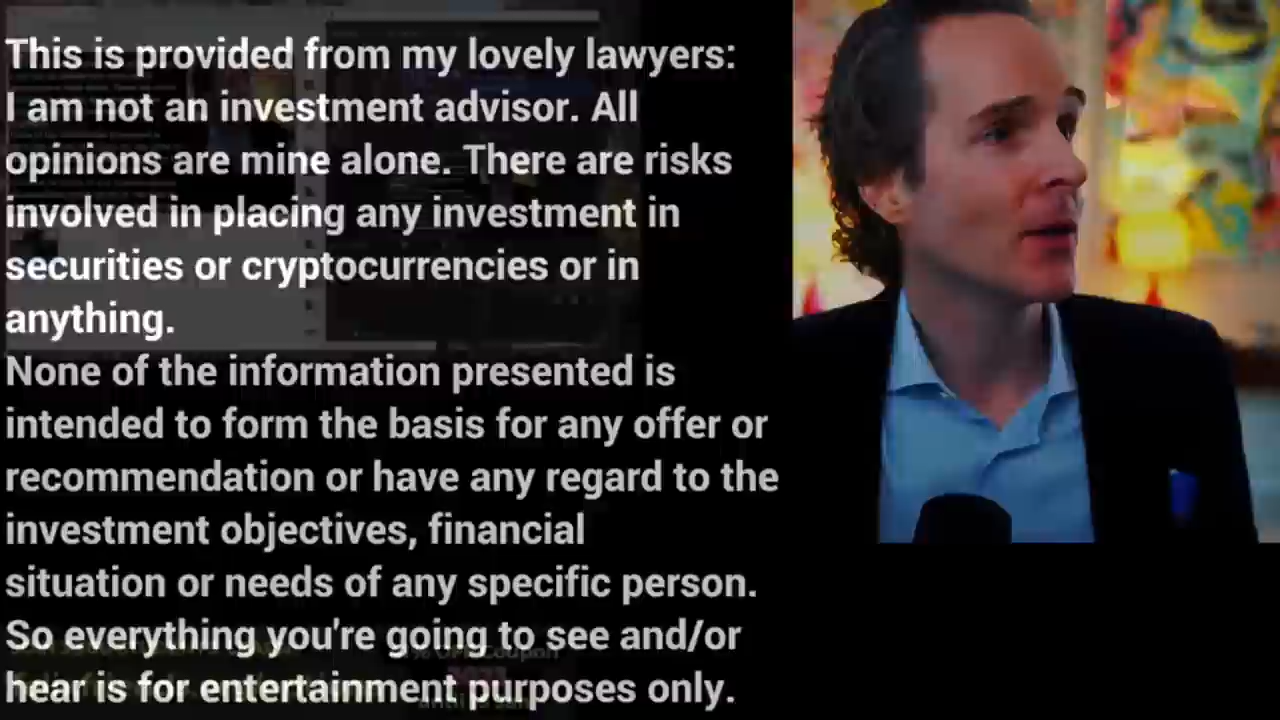 This is provided from my lovely lawyers:
I am not an investment advisor. All
opinions are mine alone. There are risks
involved in placing any investment in
securities or cryptocurrencies or in
anything.
None of the information presented is
intended to form the basis for any offer or
recommendation or have any regard to the
investment objectives, financial
situation or needs of any specific person.
So everything you're going to see and/or
hear is for entertainment purposes only.